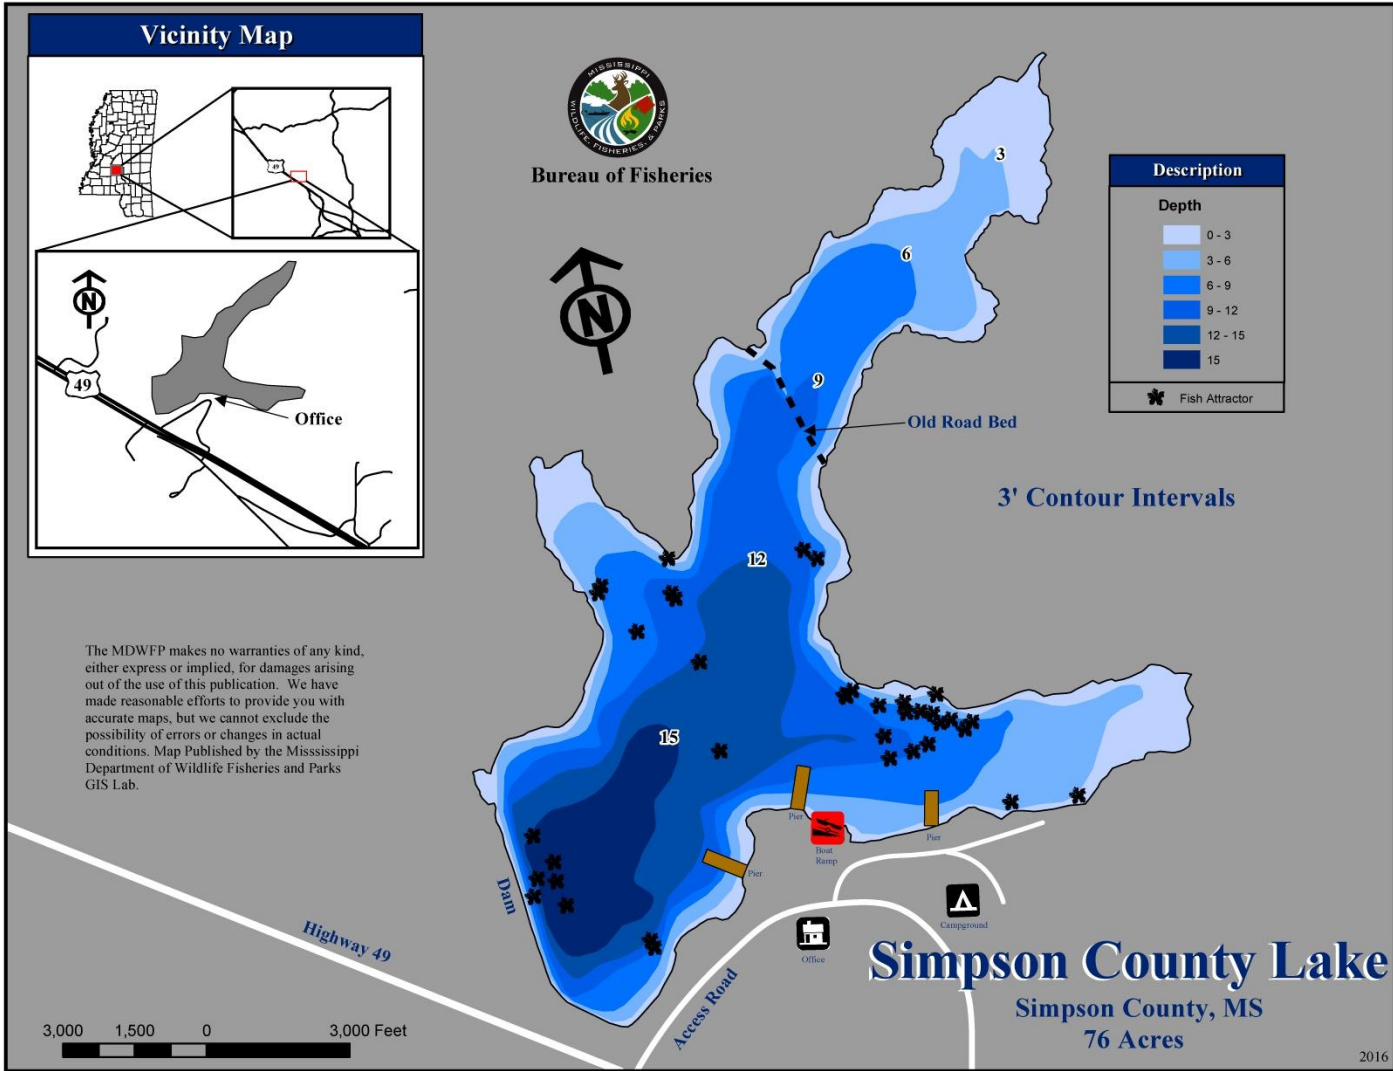 Vicinity Map
49
N
49
Office
MISSISSIPPI
WILDLIFE, FISHERIES, & PARKS
Bureau of Fisheries
N
3
6
9
Old Road Bed
12
15
Description
Depth
0 - 3
3 - 6
6 - 9
9 - 12
12 - 15
15
Fish Attractor
3' Contour Intervals
The MDWFP makes no warranties of any kind,
either express or implied, for damages arising
out of the use of this publication.  We have
made reasonable efforts to provide you with
accurate maps, but we cannot exclude the
possibility of errors or changes in actual
conditions. Map Published by the Misssissippi
Department of Wildlife Fisheries and Parks
GIS Lab.
Pier
Boat
Ramp
Pier
Pier
Dam
Highway 49
Access Road
Office
Campground
Simpson County Lake
Simpson County, MS
76 Acres
3,000 1,500 0 3,000 Feet
2016